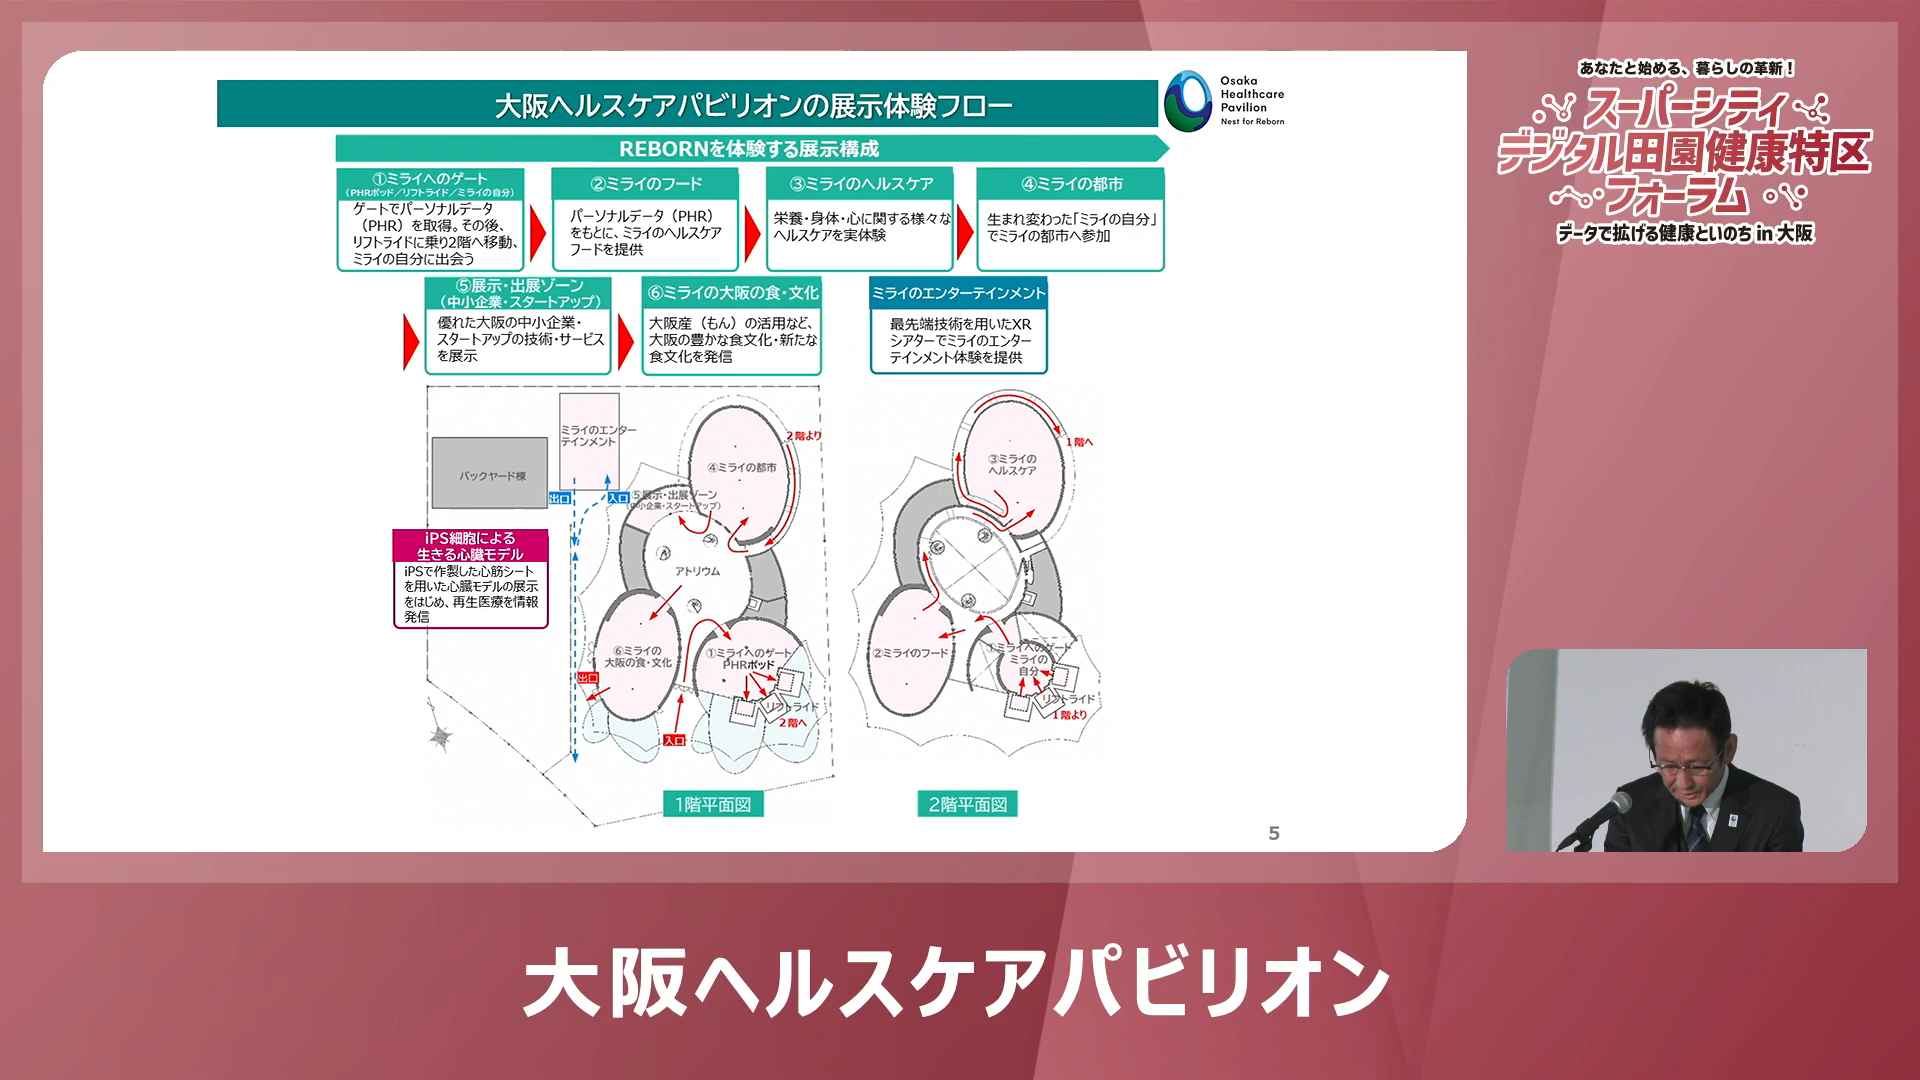 大阪ヘルスケアパビリオンの展示体験フロー
Osaka
Healthcare
Pavilion
Nest for Reborn
REBORNを体験する展示構成
①ミライへのゲート
（PHRポッド／リフトライド／ミライの自分）
ゲートでパーソナルデータ
（PHR）を取得。その後、
リフトライドに乗り2階へ移動、
ミライの自分に出会う
②ミライのフード
パーソナルデータ（PHR）
をもとに、ミライのヘルスケア
フードを提供
③ミライのヘルスケア
栄養・身体・心に関する様々な
ヘルスケアを実体験
④ミライの都市
生まれ変わった「ミライの自分」
でミライの都市へ参加
⑤展示・出展ゾーン
（中小企業・スタートアップ）
優れた大阪の中小企業・
スタートアップの技術・サービス
を展示
⑥ミライの大阪の食・文化
大阪産（もん）の活用など、
大阪の豊かな食文化・新たな
食文化を発信
ミライのエンターテインメント
最先端技術を用いたXR
シアターでミライのエンター
テインメント体験を提供
ミライのエンター
テインメント
バックヤード棟
出口
入口
⑤展示・出展ゾーン
（中小企業・スタートアップ）
④ミライの都市
2階より
iPS細胞による
生きる心臓モデル
iPSで作製した心筋シート
を用いた心臓モデルの展示
をはじめ、再生医療を情報
発信
アトリウム
⑥ミライの
大阪の食・文化
出口
①ミライへのゲート
PHRポッド
リフトライド
2階へ
入口
1階平面図
③ミライの
ヘルスケア
1階へ
②ミライのフード
①ミライへのゲート
ミライの
自分
リフトライド
1階より
2階平面図
5
あなたと始める、暮らしの革新！
スーパーシティ
デジタル田園健康特区
フォーラム
データで拡げる健康といのち in 大阪
大阪ヘルスケアパビリオン